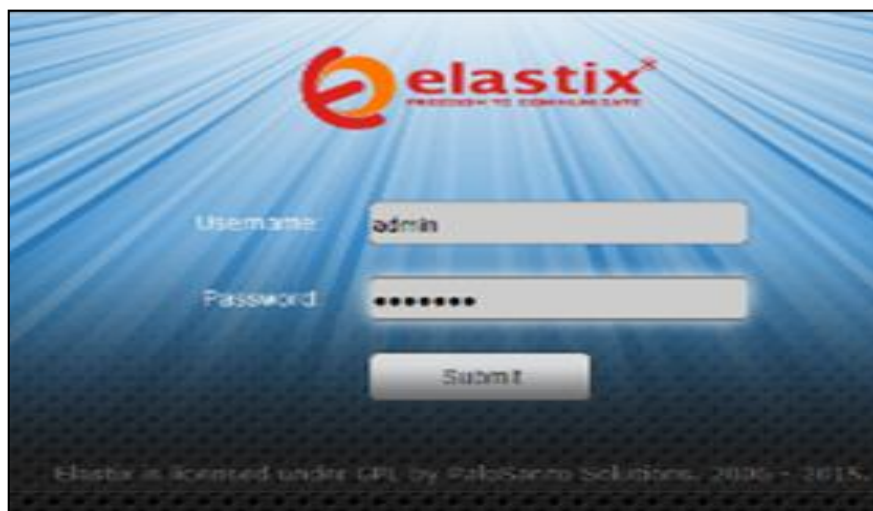 elastix
FREEDOM TO COMMUNICATE
Username:
admin
Password:
•••••••
Submit
Elastix is licensed under GPL by PaloSanto Solutions. 2006 - 2015.